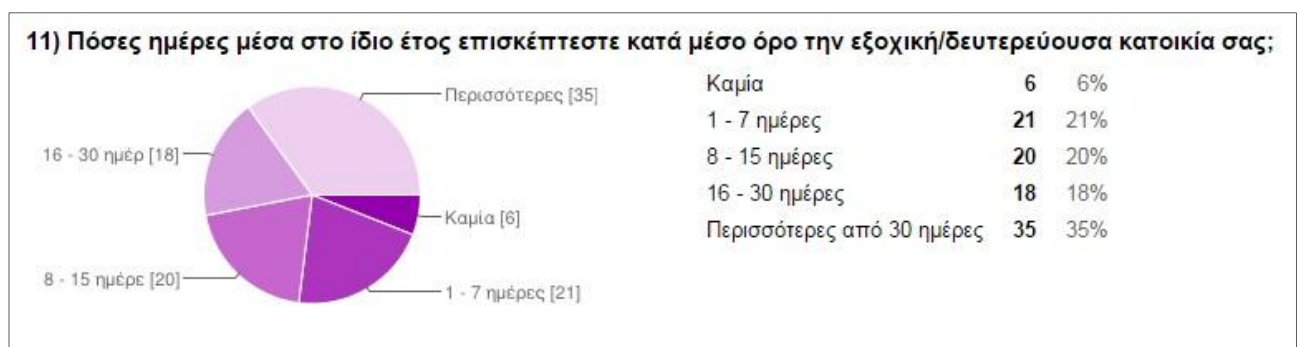 11) Πόσες ημέρες μέσα στο ίδιο έτος επισκέπτεστε κατά μέσο όρο την εξοχική/δευτερεύουσα κατοικία σας;
Περισσότερες [35]
16 - 30 ημέρ [18]
Καμία [6]
8 - 15 ημέρε [20]
1 - 7 ημέρες [21]
Καμία 6 6%
1 - 7 ημέρες 21 21%
8 - 15 ημέρες 20 20%
16 - 30 ημέρες 18 18%
Περισσότερες από 30 ημέρες 35 35%